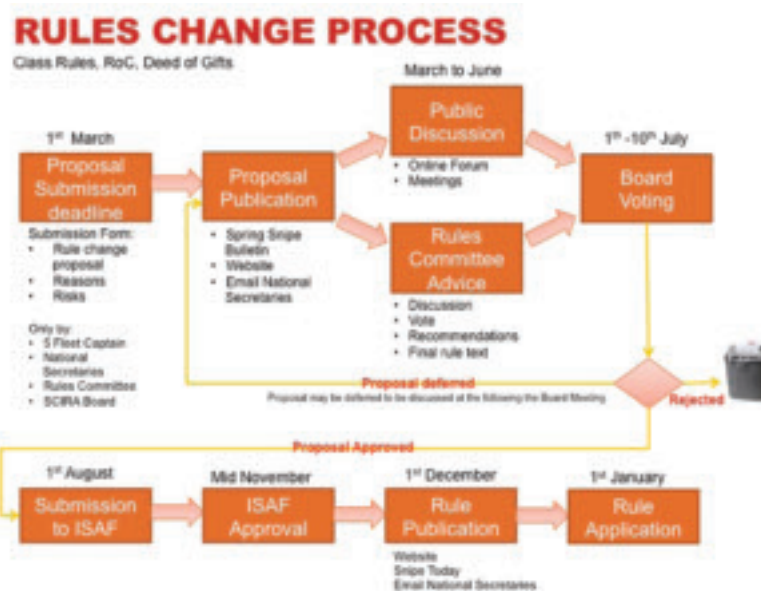 RULES CHANGE PROCESS
Class Rules, RoC, Deed of Gifts
1st March
Proposal
Submission
deadline
Submission Form:
• Rule change
proposal
• Reasons
• Risks
Only by:
• 5 Fleet Captain
• National
Secretaries
• Rules Committee
• SCIRA Board
Proposal
Publication
• Spring Snipe
Bulletin
• Website
• Email National
Secretaries
March to June
Public
Discussion
• Online Forum
• Meetings
Rules
Committee
Advice
• Discussion
• Vote
• Recommendations
• Final rule text
1th -10th July
Board
Voting
Proposal deferred
Proposal may be deferred to be discussed at the following the Board Meeting
Rejected
Proposal Approved
1st August
Submission
to ISAF
Mid November
ISAF
Approval
1st December
Rule
Publication
Website
Snipe Today
Email National Secretaries
1st January
Rule
Application